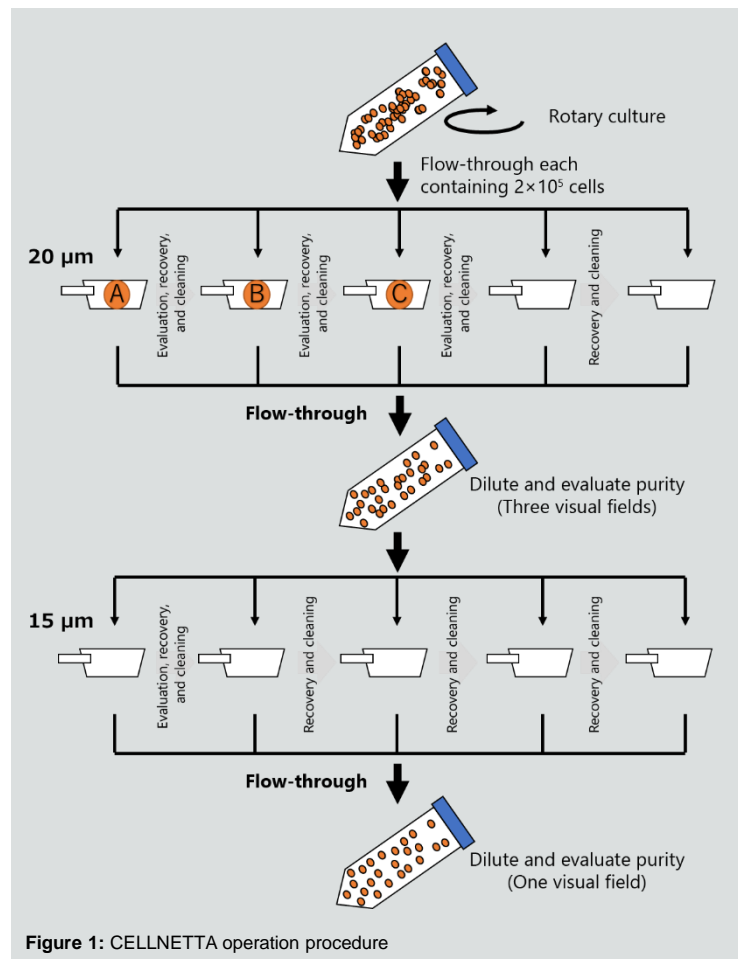 Rotary culture
Flow-through each
containing 2×10⁵ cells
20 µm
A
Evaluation, recovery,
and cleaning
B
Evaluation, recovery,
and cleaning
C
Evaluation, recovery,
and cleaning
Recovery and cleaning
Flow-through
Dilute and evaluate purity
(Three visual fields)
15 µm
Evaluation, recovery,
and cleaning
Recovery and cleaning
Recovery and cleaning
Recovery and cleaning
Flow-through
Dilute and evaluate purity
(One visual field)
Figure 1: CELLNETTA operation procedure